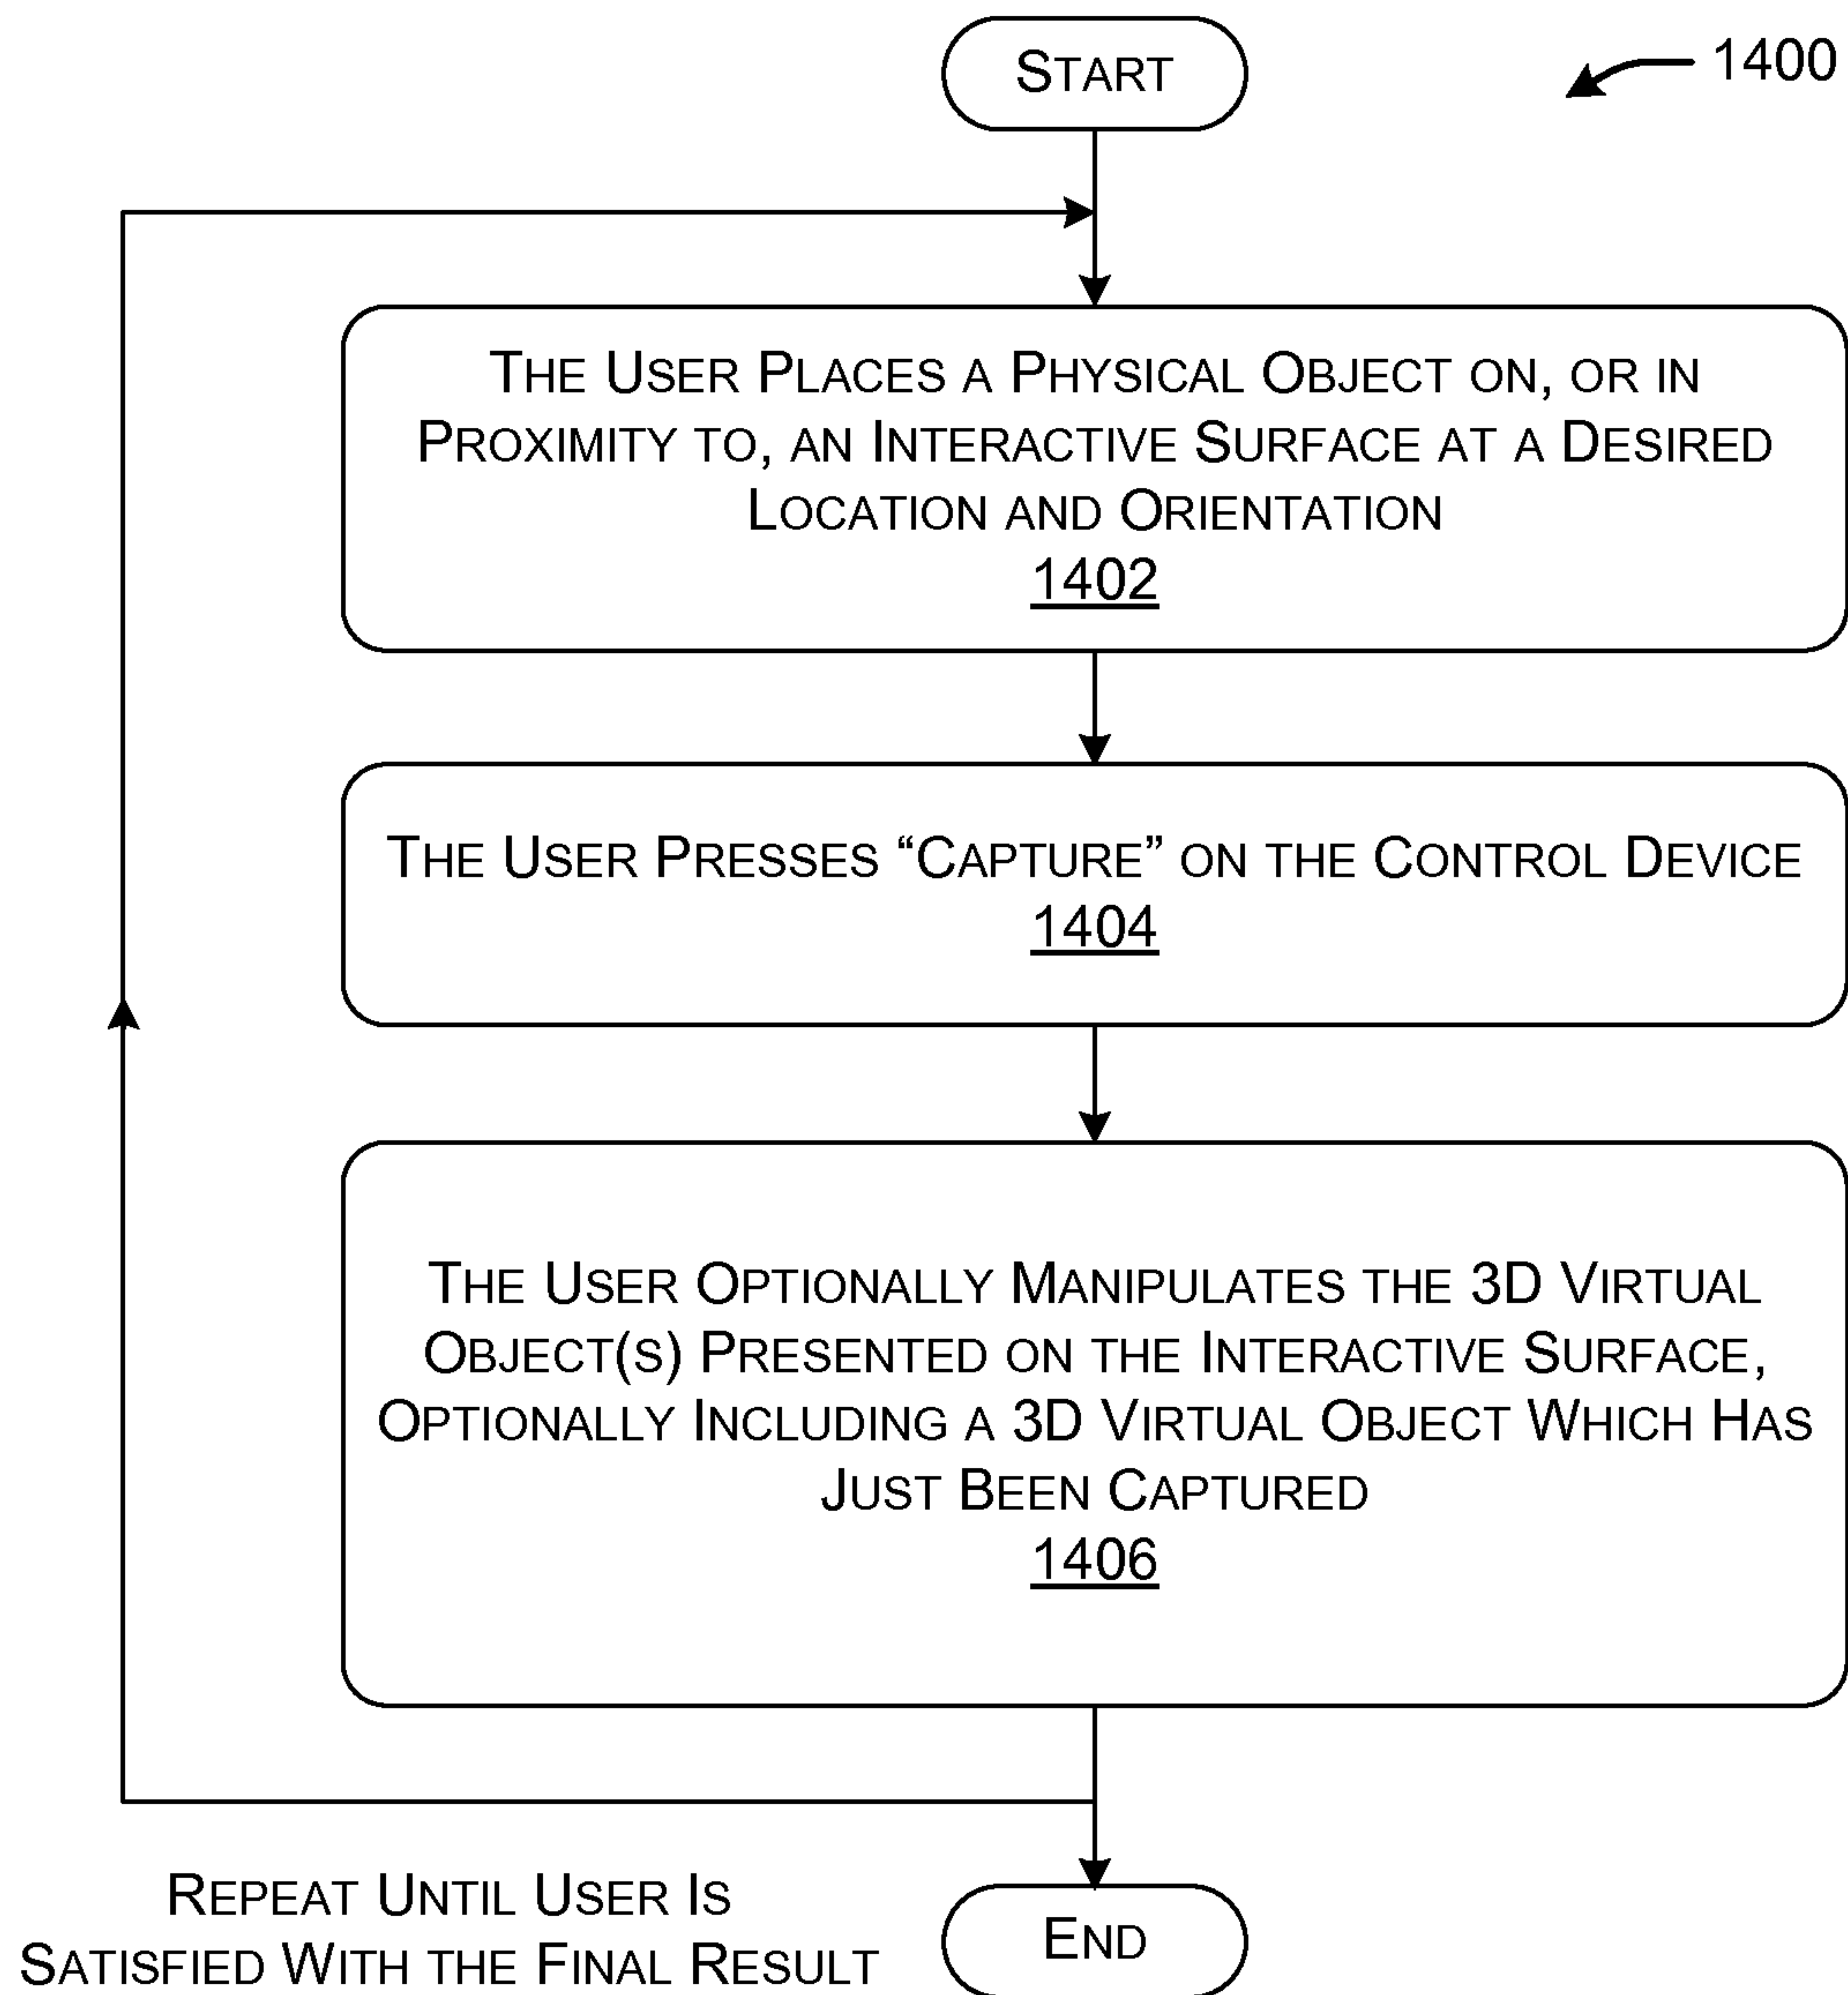 START
1400
THE USER PLACES A PHYSICAL OBJECT ON, OR IN
PROXIMITY TO, AN INTERACTIVE SURFACE AT A DESIRED
LOCATION AND ORIENTATION
1402
THE USER PRESSES “CAPTURE” ON THE CONTROL DEVICE
1404
THE USER OPTIONALLY MANIPULATES THE 3D VIRTUAL
OBJECT(S) PRESENTED ON THE INTERACTIVE SURFACE,
OPTIONALLY INCLUDING A 3D VIRTUAL OBJECT WHICH HAS
JUST BEEN CAPTURED
1406
REPEAT UNTIL USER IS
SATISFIED WITH THE FINAL RESULT
END